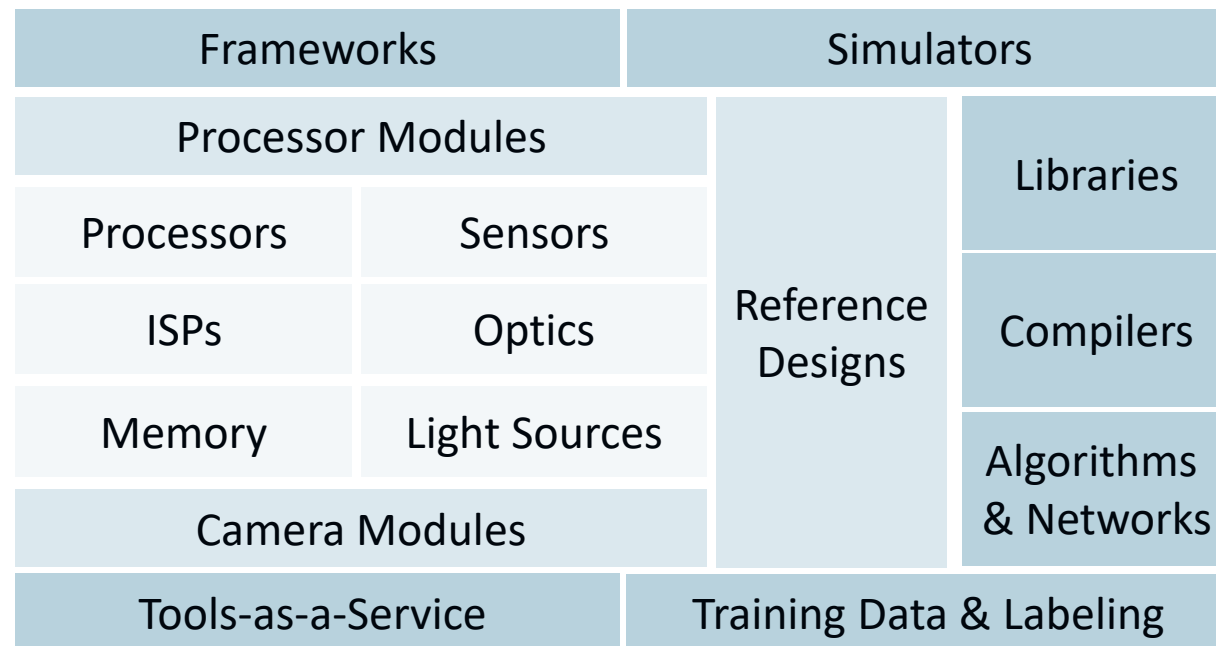 Frameworks
Simulators
Processor Modules
Processors
Sensors
ISPs
Optics
Memory
Light Sources
Camera Modules
Reference
Designs
Libraries
Compilers
Algorithms
& Networks
Tools-as-a-Service
Training Data & Labeling